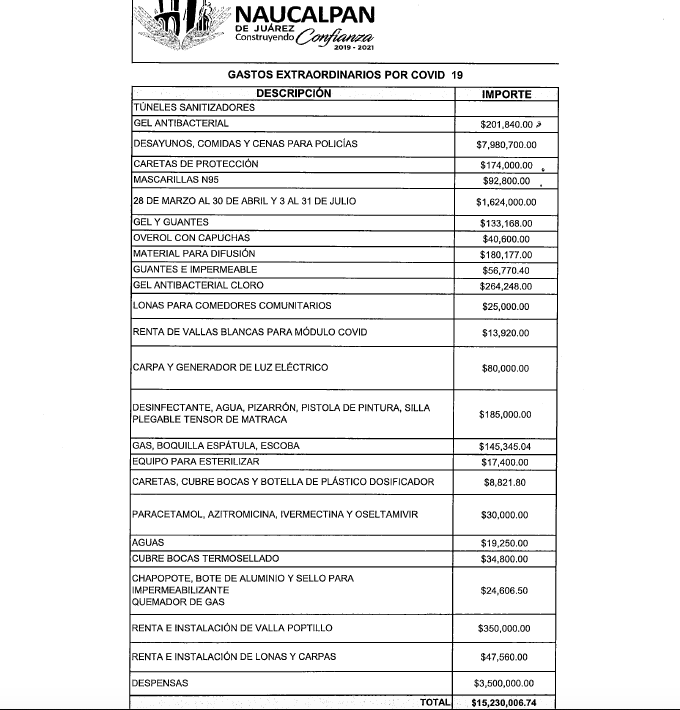 NAUCALPAN
DE JUÁREZ
Construyendo Confianza
2019 - 2021
GASTOS EXTRAORDINARIOS POR COVID 19
DESCRIPCIÓN IMPORTE
TÚNELES SANITIZADORES
GEL ANTIBACTERIAL $201,840.00
DESAYUNOS, COMIDAS Y CENAS PARA POLICÍAS $7,980,700.00
CARETAS DE PROTECCIÓN $174,000.00
MASCARILLAS N95 $92,800.00
28 DE MARZO AL 30 DE ABRIL Y 3 AL 31 DE JULIO $1,624,000.00
GEL Y GUANTES $133,168.00
OVEROL CON CAPUCHAS $40,600.00
MATERIAL PARA DIFUSIÓN $180,177.00
GUANTES E IMPERMEABLE $56,770.40
GEL ANTIBACTERIAL CLORO $264,248.00
LONAS PARA COMEDORES COMUNITARIOS $25,000.00
RENTA DE VALLAS BLANCAS PARA MÓDULO COVID $13,920.00
CARPA Y GENERADOR DE LUZ ELÉCTRICO $80,000.00
DESINFECTANTE, AGUA, PIZARRÓN, PISTOLA DE PINTURA, SILLA
PLEGABLE TENSOR DE MATRACA $185,000.00
GAS, BOQUILLA ESPÁTULA, ESCOBA $145,345.04
EQUIPO PARA ESTERILIZAR $17,400.00
CARETAS, CUBRE BOCAS Y BOTELLA DE PLÁSTICO DOSIFICADOR $8,821.80
PARACETAMOL, AZITROMICINA, IVERMECTINA Y OSELTAMIVIR $30,000.00
AGUAS $19,250.00
CUBRE BOCAS TERMOSELLADO $34,800.00
CHAPOPOTE, BOTE DE ALUMINIO Y SELLO PARA
IMPERMEABILIZANTE $24,606.50
QUEMADOR DE GAS
RENTA E INSTALACIÓN DE VALLA POPTILLO $350,000.00
RENTA E INSTALACIÓN DE LONAS Y CARPAS $47,560.00
DESPENSAS $3,500,000.00
TOTAL $15,230,006.74